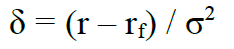 δ = (r – r_f) / σ²